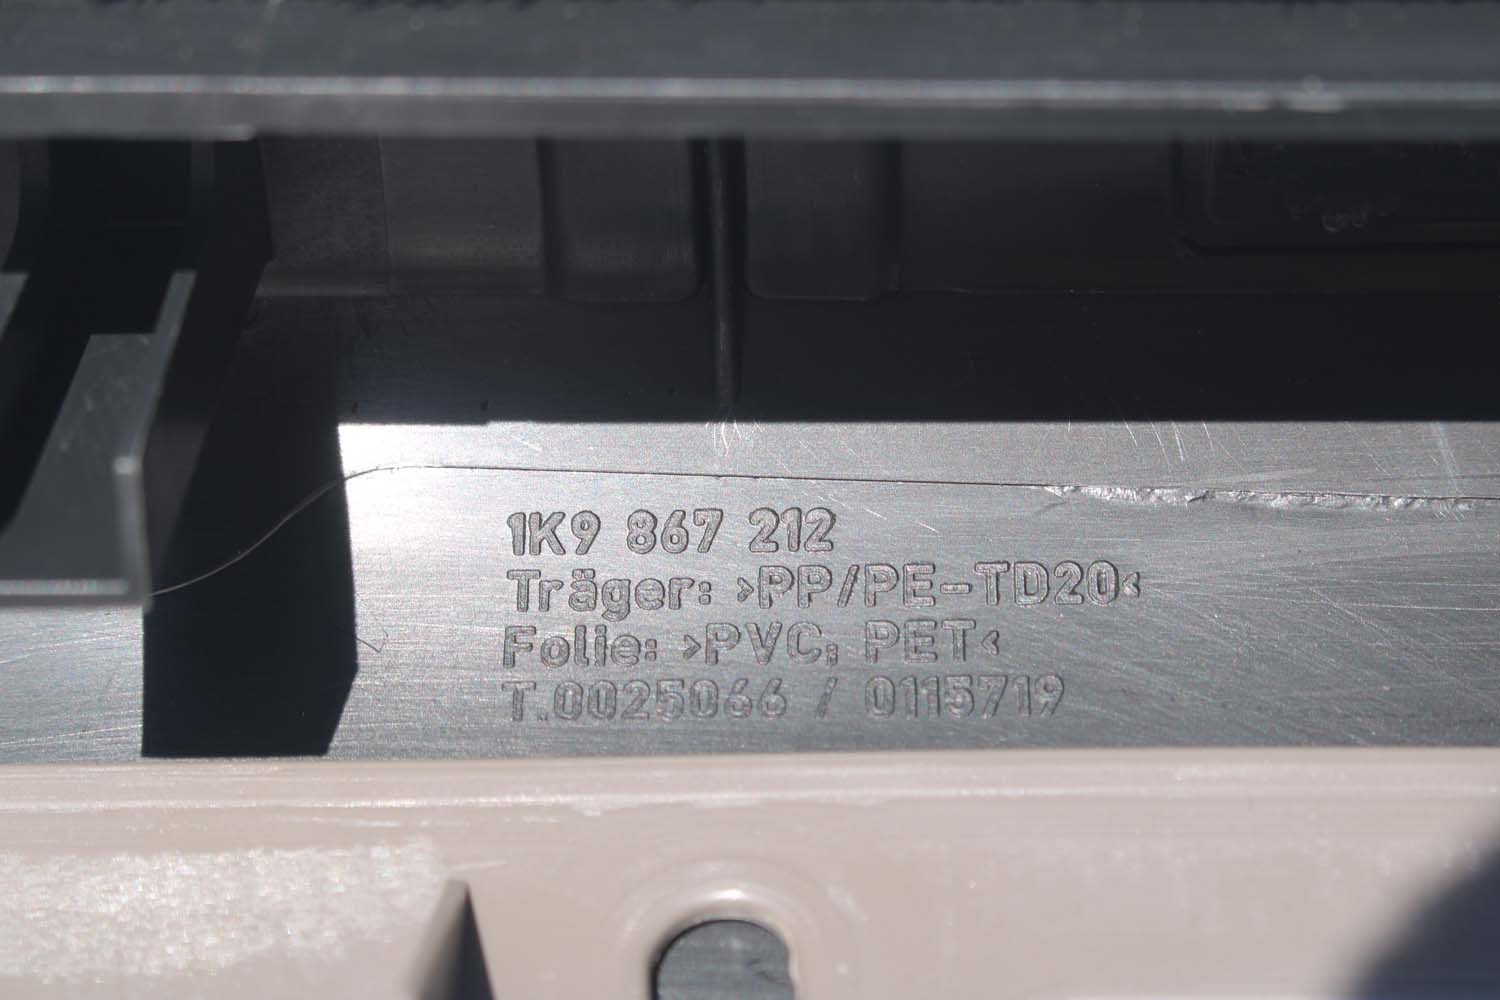 1K9 867 212
Träger: >PP/PE-TD20<
Folie: >PVC; PET<
T.0025066 / 0115719